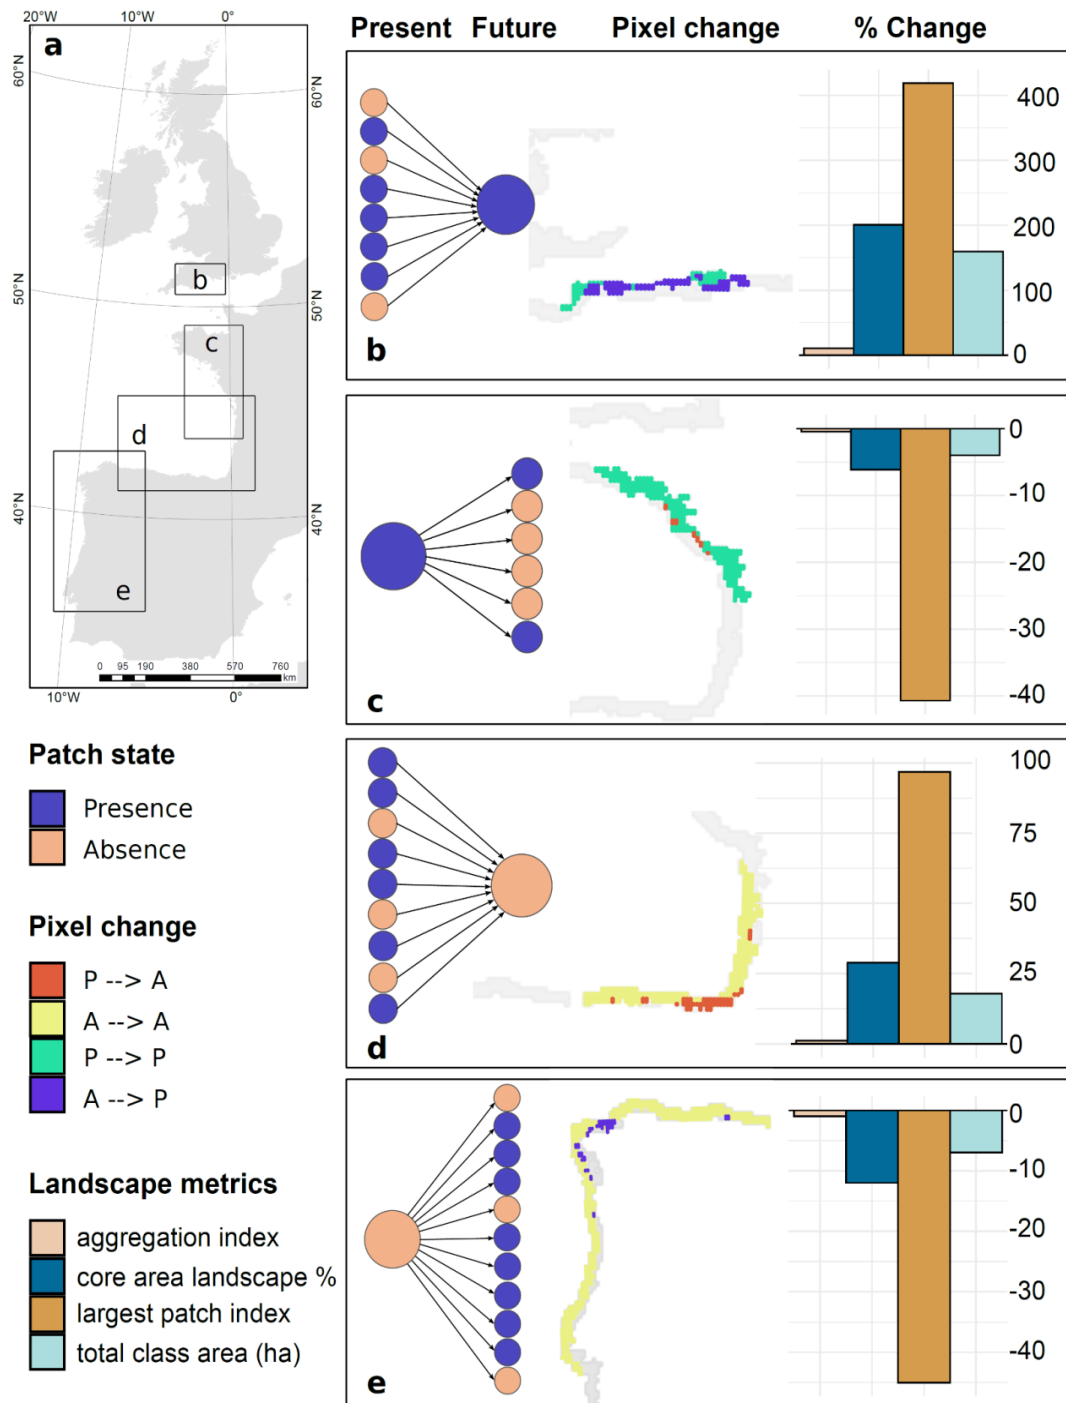 Present Future Pixel change % Change
20°W 10°W 0°
a
60°N 60°N
50°N 50°N
40°N 40°N
b
c
d
e
0 95 190 380 570 760
km
10°W 0°
400
300
200
100
0
b
0
-10
-20
-30
-40
c
100
75
50
25
0
d
0
-10
-20
-30
-40
e
Patch state
Presence
Absence
Pixel change
P --> A
A --> A
P --> P
A --> P
Landscape metrics
aggregation index
core area landscape %
largest patch index
total class area (ha)